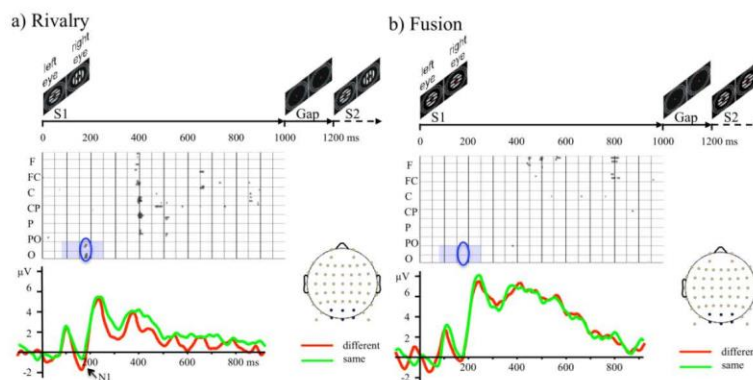 a) Rivalry
left eye
right eye
S1
Gap
S2
0 200 400 600 800 1000 1200 ms
F
FC
C
CP
P
PO
O
µV
6
4
2
-2
200 400 600 800 ms
N1
different
same
b) Fusion
left eye
right eye
S1
Gap
S2
0 200 400 600 800 1000 1200 ms
F
FC
C
CP
P
PO
O
µV
6
4
2
-2
200 400 600 800
different
same